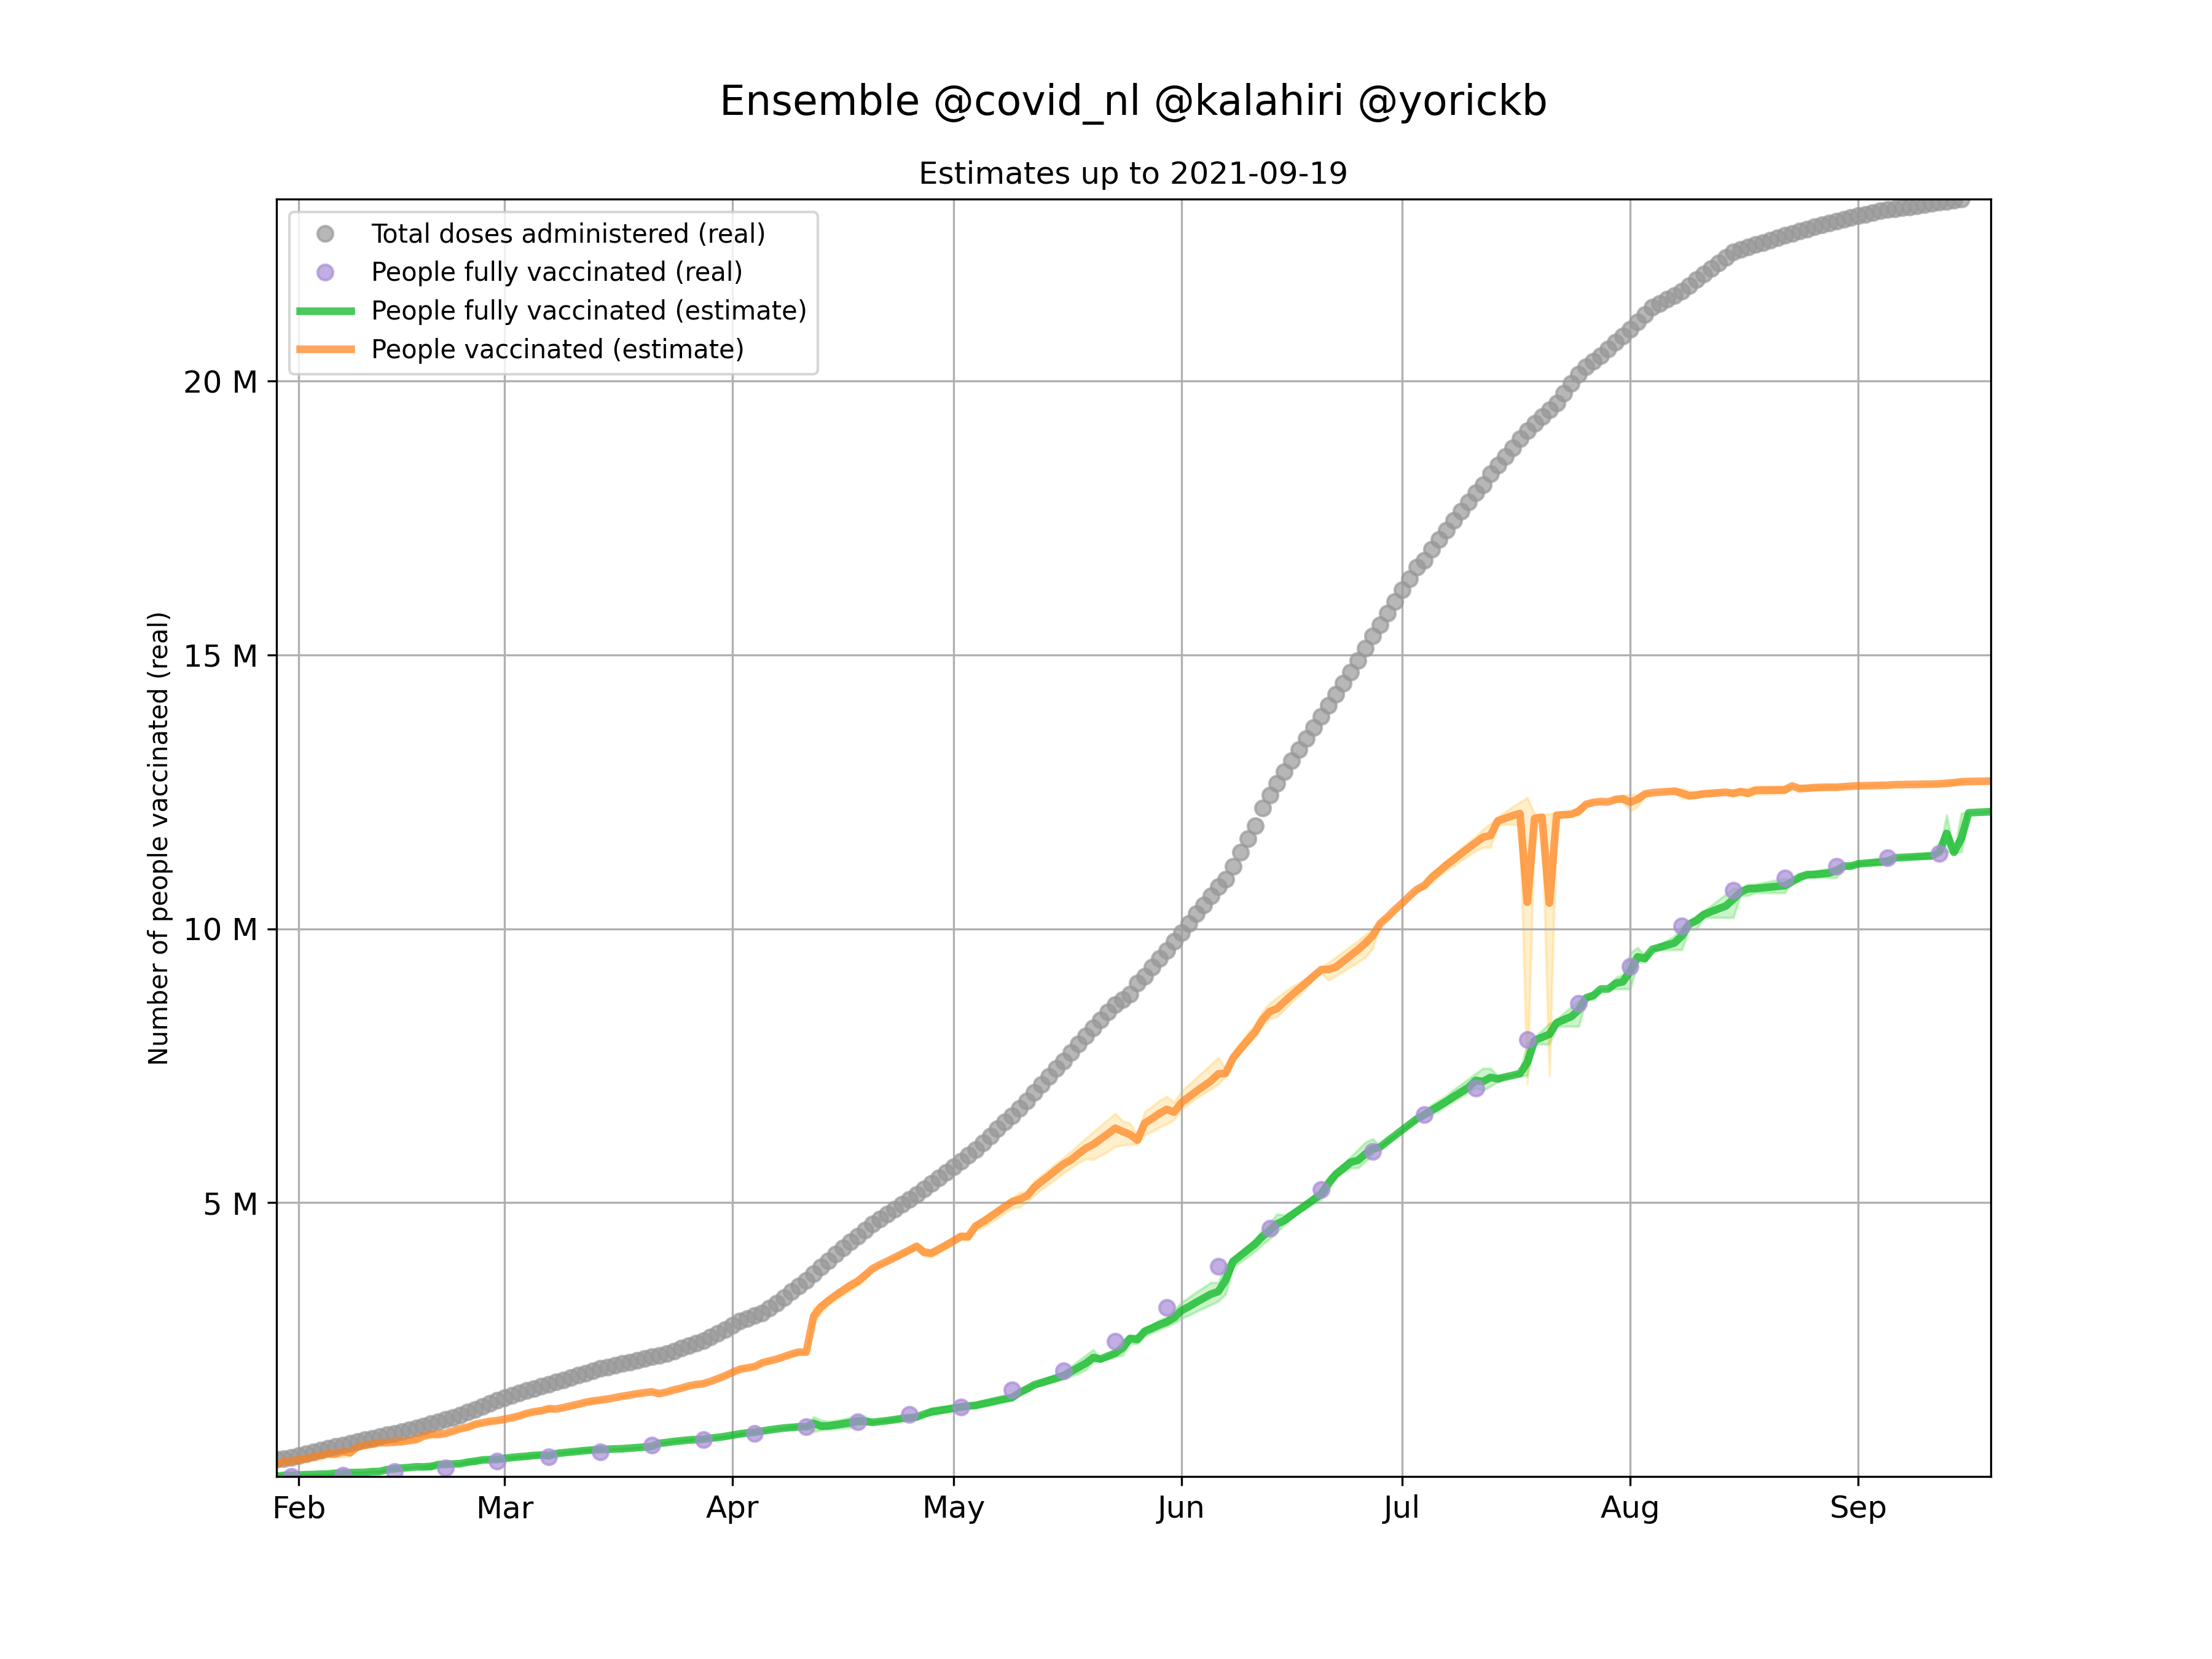 Ensemble @covid_nl @kalahiri @yorickb
Estimates up to 2021-09-19
Total doses administered (real)
People fully vaccinated (real)
People fully vaccinated (estimate)
People vaccinated (estimate)
Number of people vaccinated (real)
20 M
15 M
10 M
5 M
Feb
Mar
Apr
May
Jun
Jul
Aug
Sep